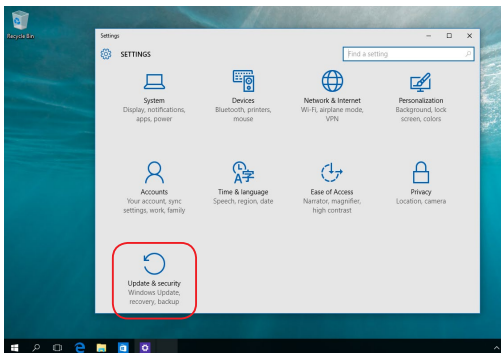 Recycle Bin
Settings
SETTINGS
Find a setting
System
Display, notifications,
apps, power
Devices
Bluetooth, printers,
mouse
Network & Internet
Wi-Fi, airplane mode,
VPN
Personalization
Background, lock
screen, colors
Accounts
Your account, sync
settings, work, family
Time & language
Speech, region, date
Ease of Access
Narrator, magnifier,
high contrast
Privacy
Location, camera
Update & security
Windows Update,
recovery, backup